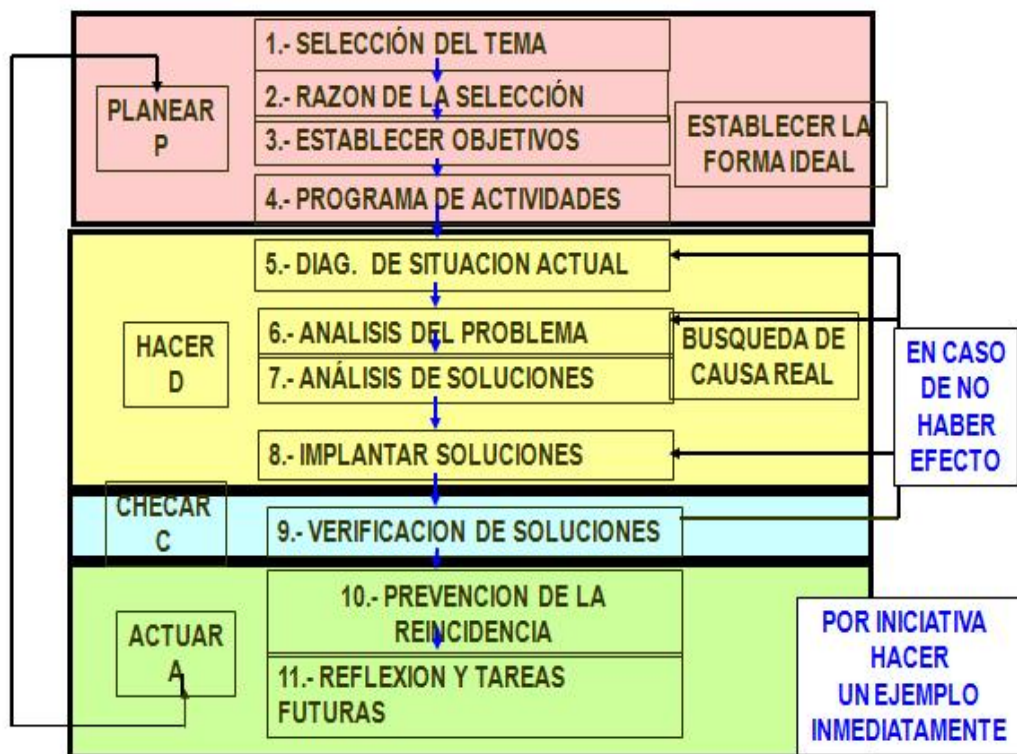 1.- SELECCIÓN DEL TEMA
PLANEAR
P
2.- RAZON DE LA SELECCIÓN
3.- ESTABLECER OBJETIVOS
4.- PROGRAMA DE ACTIVIDADES
ESTABLECER LA
FORMA IDEAL
5.- DIAG. DE SITUACION ACTUAL
HACER
D
6.- ANALISIS DEL PROBLEMA
7.- ANÁLISIS DE SOLUCIONES
8.- IMPLANTAR SOLUCIONES
BUSQUEDA DE
CAUSA REAL
EN CASO
DE NO
HABER
EFECTO
CHECAR
C
9.- VERIFICACION DE SOLUCIONES
ACTUAR
A
10.- PREVENCION DE LA
REINCIDENCIA
11.- REFLEXION Y TAREAS
FUTURAS
POR INICIATIVA
HACER
UN EJEMPLO
INMEDIATAMENTE